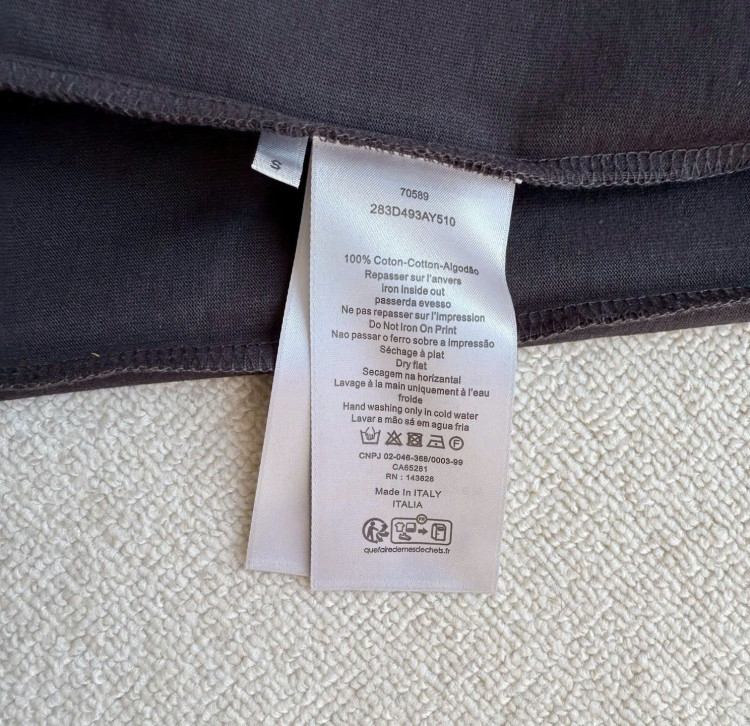 S
70589
283D493AY510
100% Coton-Cotton-Algodão
Repasser sur l'anvers
iron inside out
passerda evesso
Ne pas repasser sur l'impression
Do Not Iron On Print
Nao passar o ferro sobre a impressão
Séchage à plat
Dry flat
Secagem na horizontal
Lavage à la main uniquement à l'eau
froide
Hand washing only in cold water
Lavar a mão sá em agua fria
CNPJ 02-046-368/0003-99
CA65281
RN : 143628
Made In ITALY
ITALIA
FR
quefairedemesdechets.fr